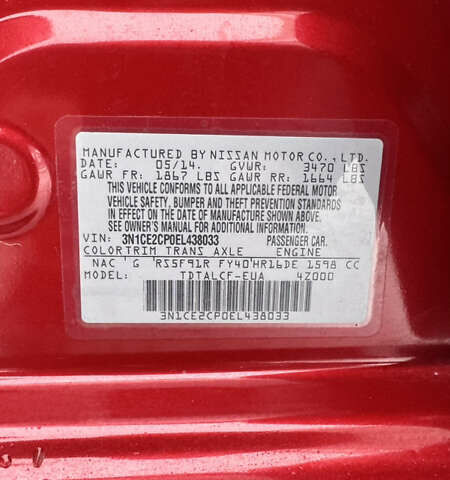 MANUFACTURED BY NISSAN MOTOR CO., LTD.
DATE: 05/14. GVWR: 3470 LBS
GAWR FR: 1867 LBS GAWR RR: 1664 LBS
THIS VEHICLE CONFORMS TO ALL APPLICABLE FEDERAL MOTOR
VEHICLE SAFETY, BUMPER AND THEFT PREVENTION STANDARDS
IN EFFECT ON THE DATE OF MANUFACTURE SHOWN ABOVE.
SEE OWNER'S MANUAL FOR ADDITIONAL INFORMATION.
VIN: 3N1CE2CP0EL438033 PASSENGER CAR.
COLOR TRIM TRANS AXLE ENGINE
NAC 'G 'RS5F91R FY40'HR16DE 1598 CC
MODEL: TDTALCF-EUA 4Z000
3N1CE2CP0EL438033